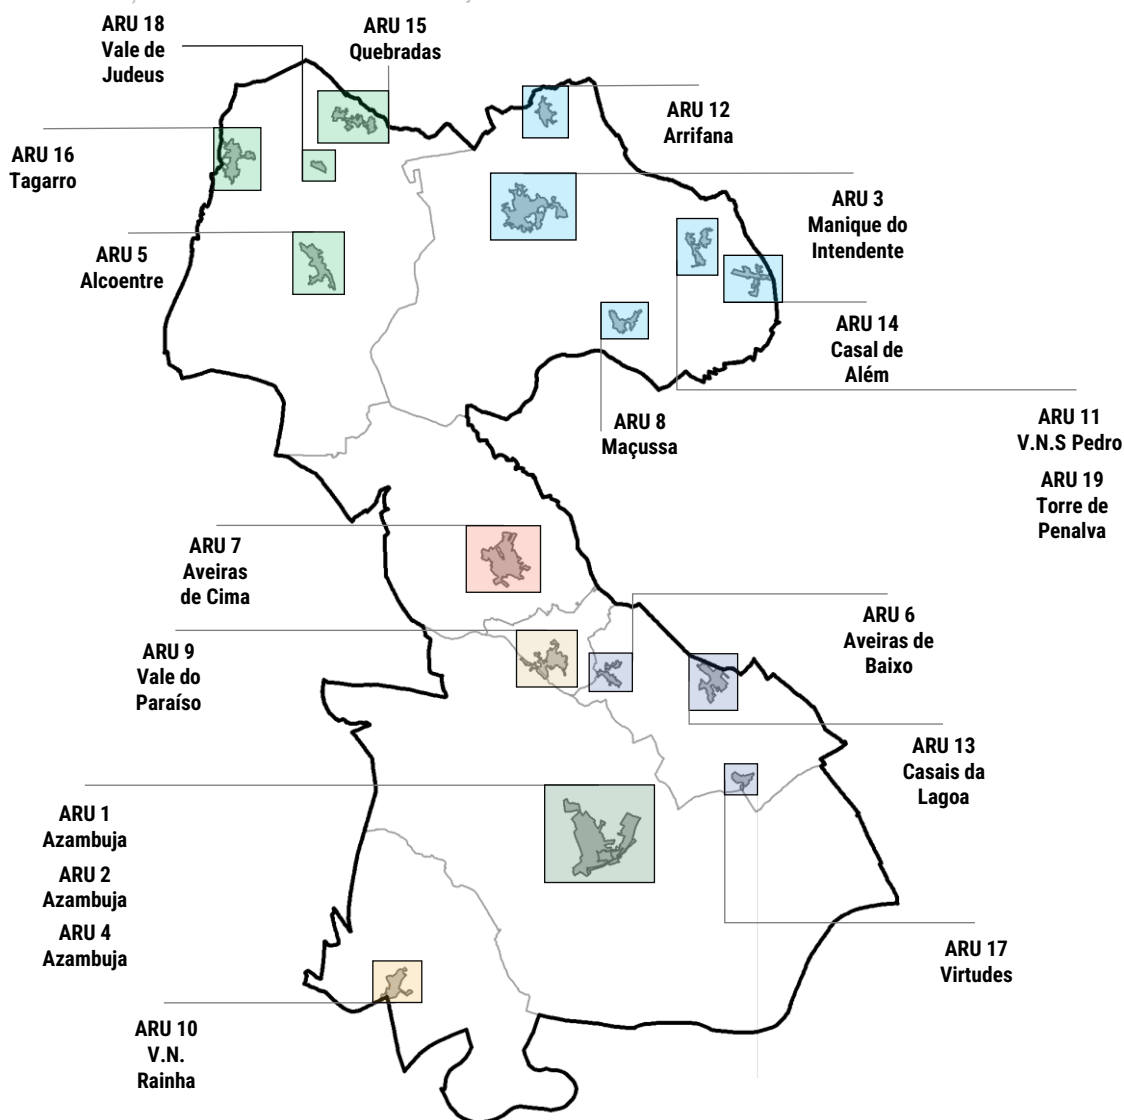 ARU 18
Vale de
Judeus
ARU 15
Quebradas
ARU 12
Arrifana
ARU 16
Tagarro
ARU 3
Manique do
Intendente
ARU 5
Alcoentre
ARU 14
Casal de
Além
ARU 8
Maçussa
ARU 11
V.N.S Pedro
ARU 19
Torre de
Penalva
ARU 7
Aveiras
de Cima
ARU 6
Aveiras de
Baixo
ARU 9
Vale do
Paraíso
ARU 13
Casais da
Lagoa
ARU 1
Azambuja
ARU 2
Azambuja
ARU 4
Azambuja
ARU 17
Virtudes
ARU 10
V.N.
Rainha